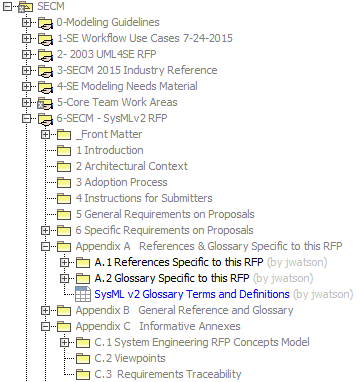 SECM
0-Modeling Guidelines
1-SE Workflow Use Cases 7-24-2015
2- 2003 UML4SE RFP
3-SECM 2015 Industry Reference
4-SE Modeling Needs Material
5-Core Team Work Areas
6-SECM - SysMLv2 RFP
_Front Matter
1 Introduction
2 Architectural Context
3 Adoption Process
4 Instructions for Submitters
5 General Requirements on Proposals
6 Specific Requirements on Proposals
Appendix A   References & Glossary Specific to this RFP
A.1 References Specific to this RFP (by jwatson)
A.2 Glossary Specific to this RFP (by jwatson)
SysML v2 Glossary Terms and Definitions (by jwatson)
Appendix B   General Reference and Glossary
Appendix C   Informative Annexes
C.1 System Engineering RFP Concepts Model
C.2 Viewpoints
C.3  Requirements Traceability